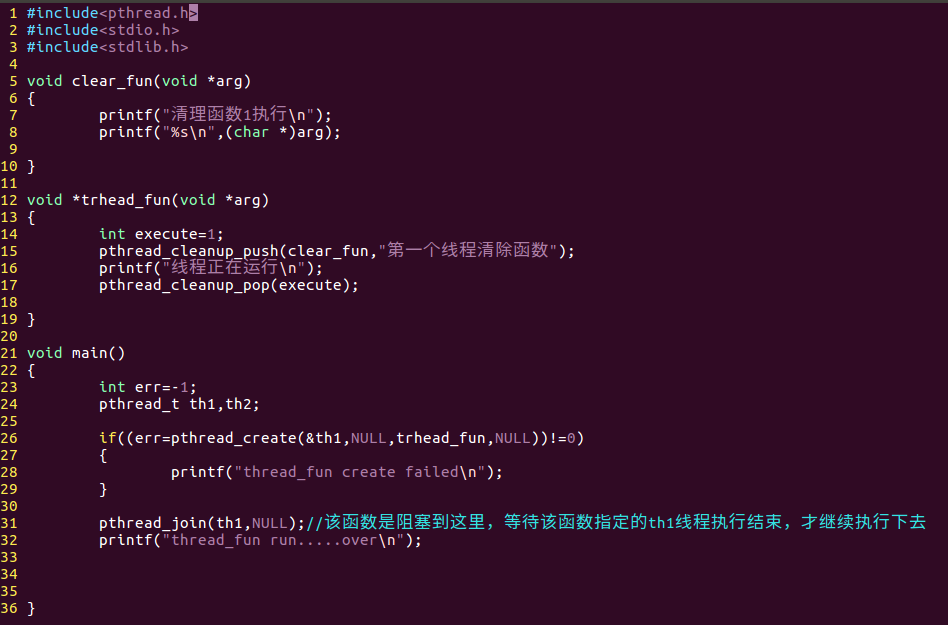 1 #include<pthread.h>
2 #include<stdio.h>
3 #include<stdlib.h>
4
5 void clear_fun(void *arg)
6 {
7         printf("清理函数1执行\n");
8         printf("%s\n",(char *)arg);
9
10 }
11
12 void *trhead_fun(void *arg)
13 {
14         int execute=1;
15         pthread_cleanup_push(clear_fun,"第一个线程清除函数");
16         printf("线程正在运行\n");
17         pthread_cleanup_pop(execute);
18
19 }
20
21 void main()
22 {
23         int err=-1;
24         pthread_t th1,th2;
25
26         if((err=pthread_create(&th1,NULL,trhead_fun,NULL))!=0)
27         {
28                 printf("thread_fun create failed\n");
29         }
30
31         pthread_join(th1,NULL);//该函数是阻塞到这里，等待该函数指定的th1线程执行结束，才继续执行下去
32         printf("thread_fun run.....over\n");
33
34
35
36 }